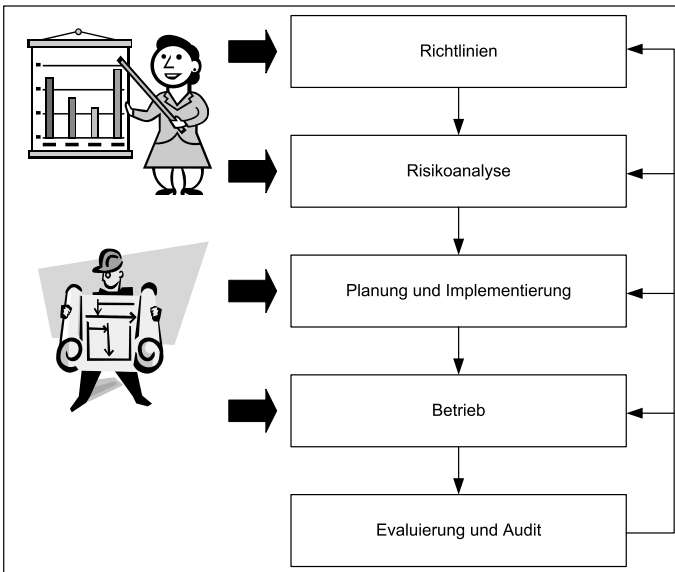 Richtlinien
Risikoanalyse
Planung und Implementierung
Betrieb
Evaluierung und Audit